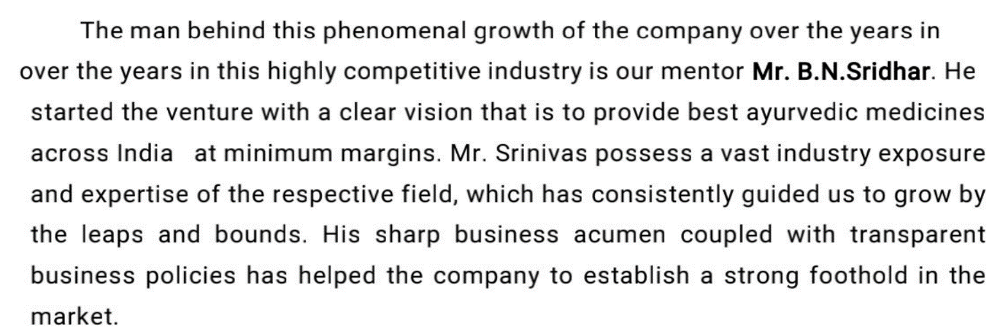 The man behind this phenomenal growth of the company over the years in
over the years in this highly competitive industry is our mentor Mr. B.N.Sridhar. He
started the venture with a clear vision that is to provide best ayurvedic medicines
across India at minimum margins. Mr. Srinivas possess a vast industry exposure
and expertise of the respective field, which has consistently guided us to grow by
the leaps and bounds. His sharp business acumen coupled with transparent
business policies has helped the company to establish a strong foothold in the
market.